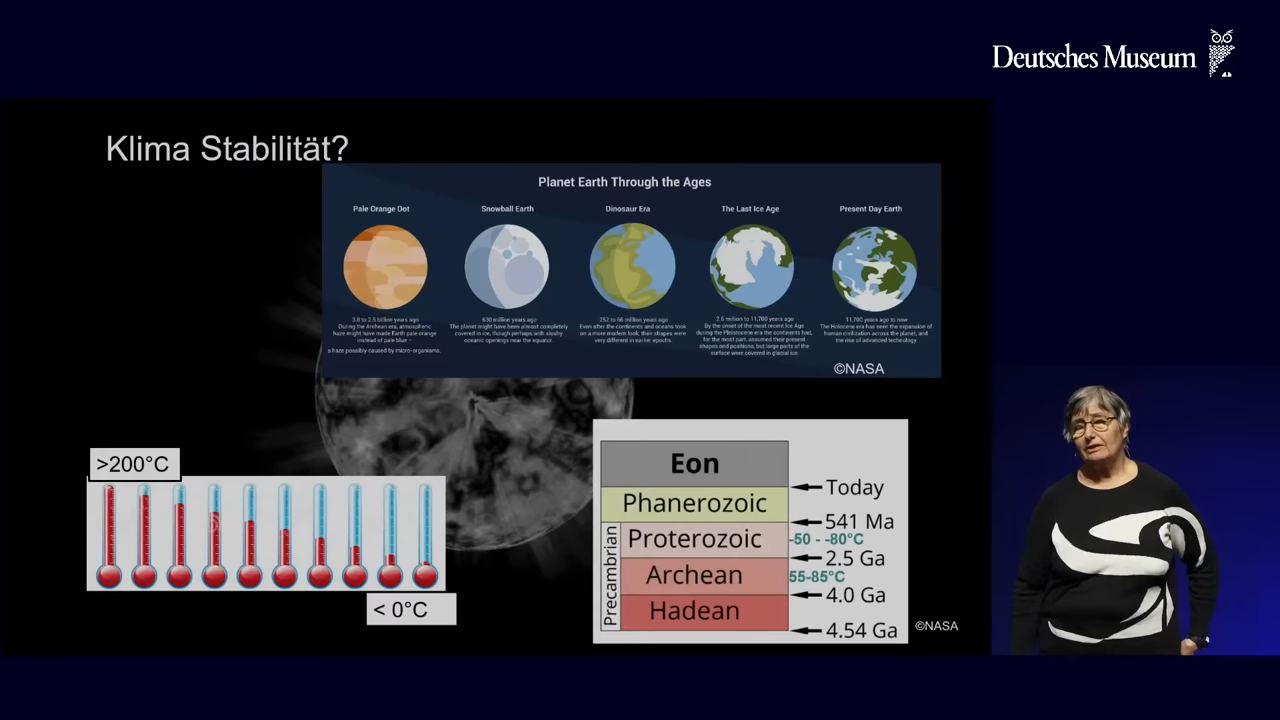 Deutsches Museum
Klima Stabilität?
Planet Earth Through the Ages
Pale Orange Dot
3.8 to 2.5 billion years ago
During the Archean era, atmospheric
haze might have made Earth pale orange
instead of pale blue –
a haze possibly caused by micro-organisms.
Snowball Earth
630 million years ago
The planet might have been almost completely
covered in ice, though perhaps with slushy
oceanic openings near the equator.
Dinosaur Era
252 to 66 million years ago
Even after the continents and oceans took
on a more modern look, their shapes were
very different in earlier epochs.
The Last Ice Age
2.6 million to 11,700 years ago
By the onset of the most recent Ice Age
during the Pleistocene era the continents had,
for the most part, assumed their present
shapes and positions, but large parts of the
surface were covered in glacial ice.
Present Day Earth
11,700 years ago to now
The Holocene era has seen the expansion of
human civilization across the planet, and
the rise of advanced technology.
©NASA
>200°C
< 0°C
Eon
Today
Phanerozoic
541 Ma
Precambrian
Proterozoic
-50 - -80°C
2.5 Ga
Archean
55-85°C
4.0 Ga
Hadean
4.54 Ga
©NASA